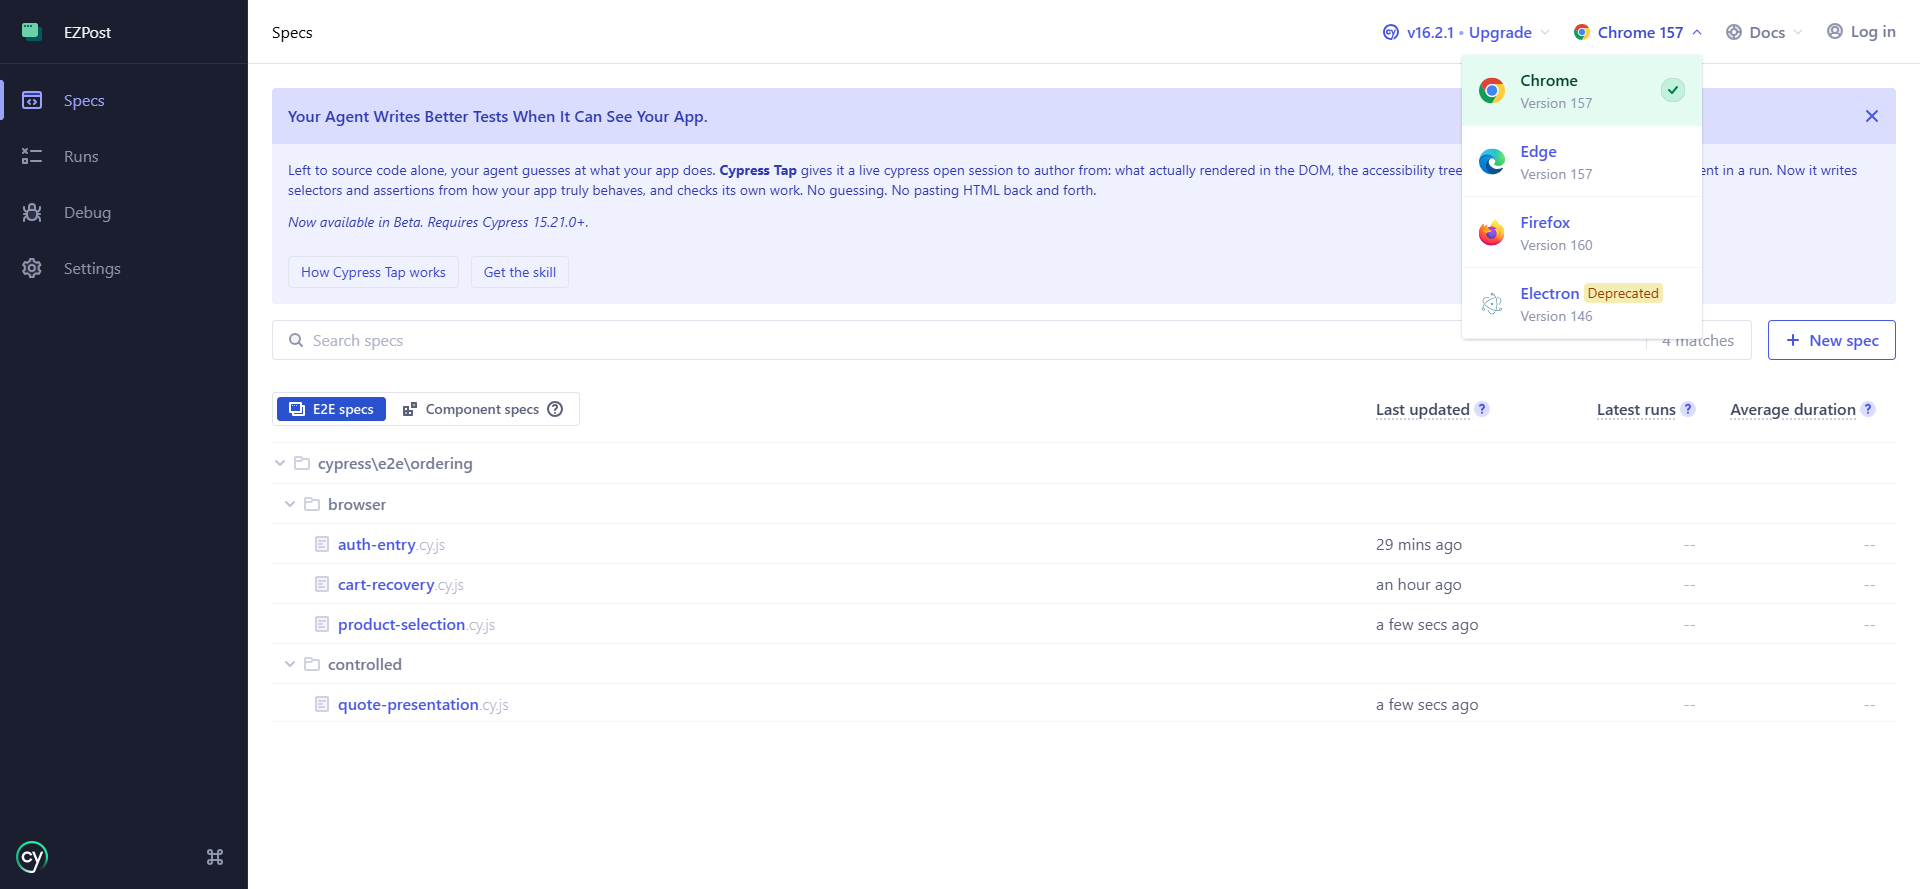 EZPost
Specs
Runs
Debug
Settings
cy
Specs
v16.2.1 • Upgrade
Chrome 157
Docs
Log in
Chrome
Version 157
Edge
Version 157
Firefox
Version 160
Electron Deprecated
Version 146
Your Agent Writes Better Tests When It Can See Your App.
Left to source code alone, your agent guesses at what your app does. Cypress Tap gives it a live cypress open session to author from: what actually rendered in the DOM, the accessibility tree in a run. Now it writes
selectors and assertions from how your app truly behaves, and checks its own work. No guessing. No pasting HTML back and forth.
Now available in Beta. Requires Cypress 15.21.0+.
How Cypress Tap works
Get the skill
Search specs
4 matches
+ New spec
E2E specs
Component specs ?
Last updated ?
Latest runs ?
Average duration ?
cypress\e2e\ordering
browser
auth-entry.cy.js 29 mins ago -- --
cart-recovery.cy.js an hour ago -- --
product-selection.cy.js a few secs ago -- --
controlled
quote-presentation.cy.js a few secs ago -- --